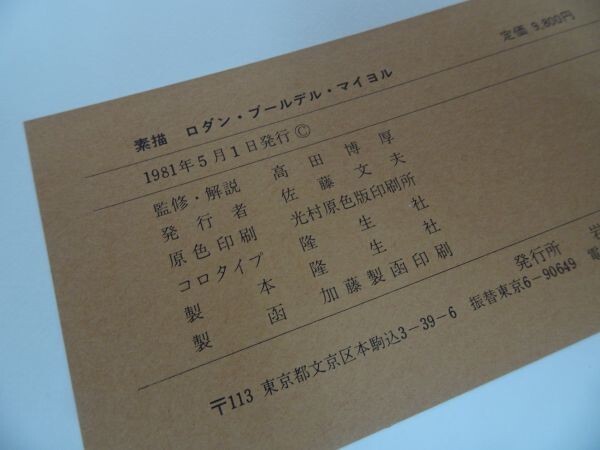 定価 9,800円
素描 ロダン・ブールデル・マイヨル
1981年5月1日発行 ©
監修・解説 高田博厚
発行者 佐藤文夫
原色印刷 光村原色版印刷所
コロタイプ 隆生社
製本 隆生社
製函 加藤製函印刷
発行所 岩
〒113 東京都文京区本駒込3-39-6 振替東京6-90649 電